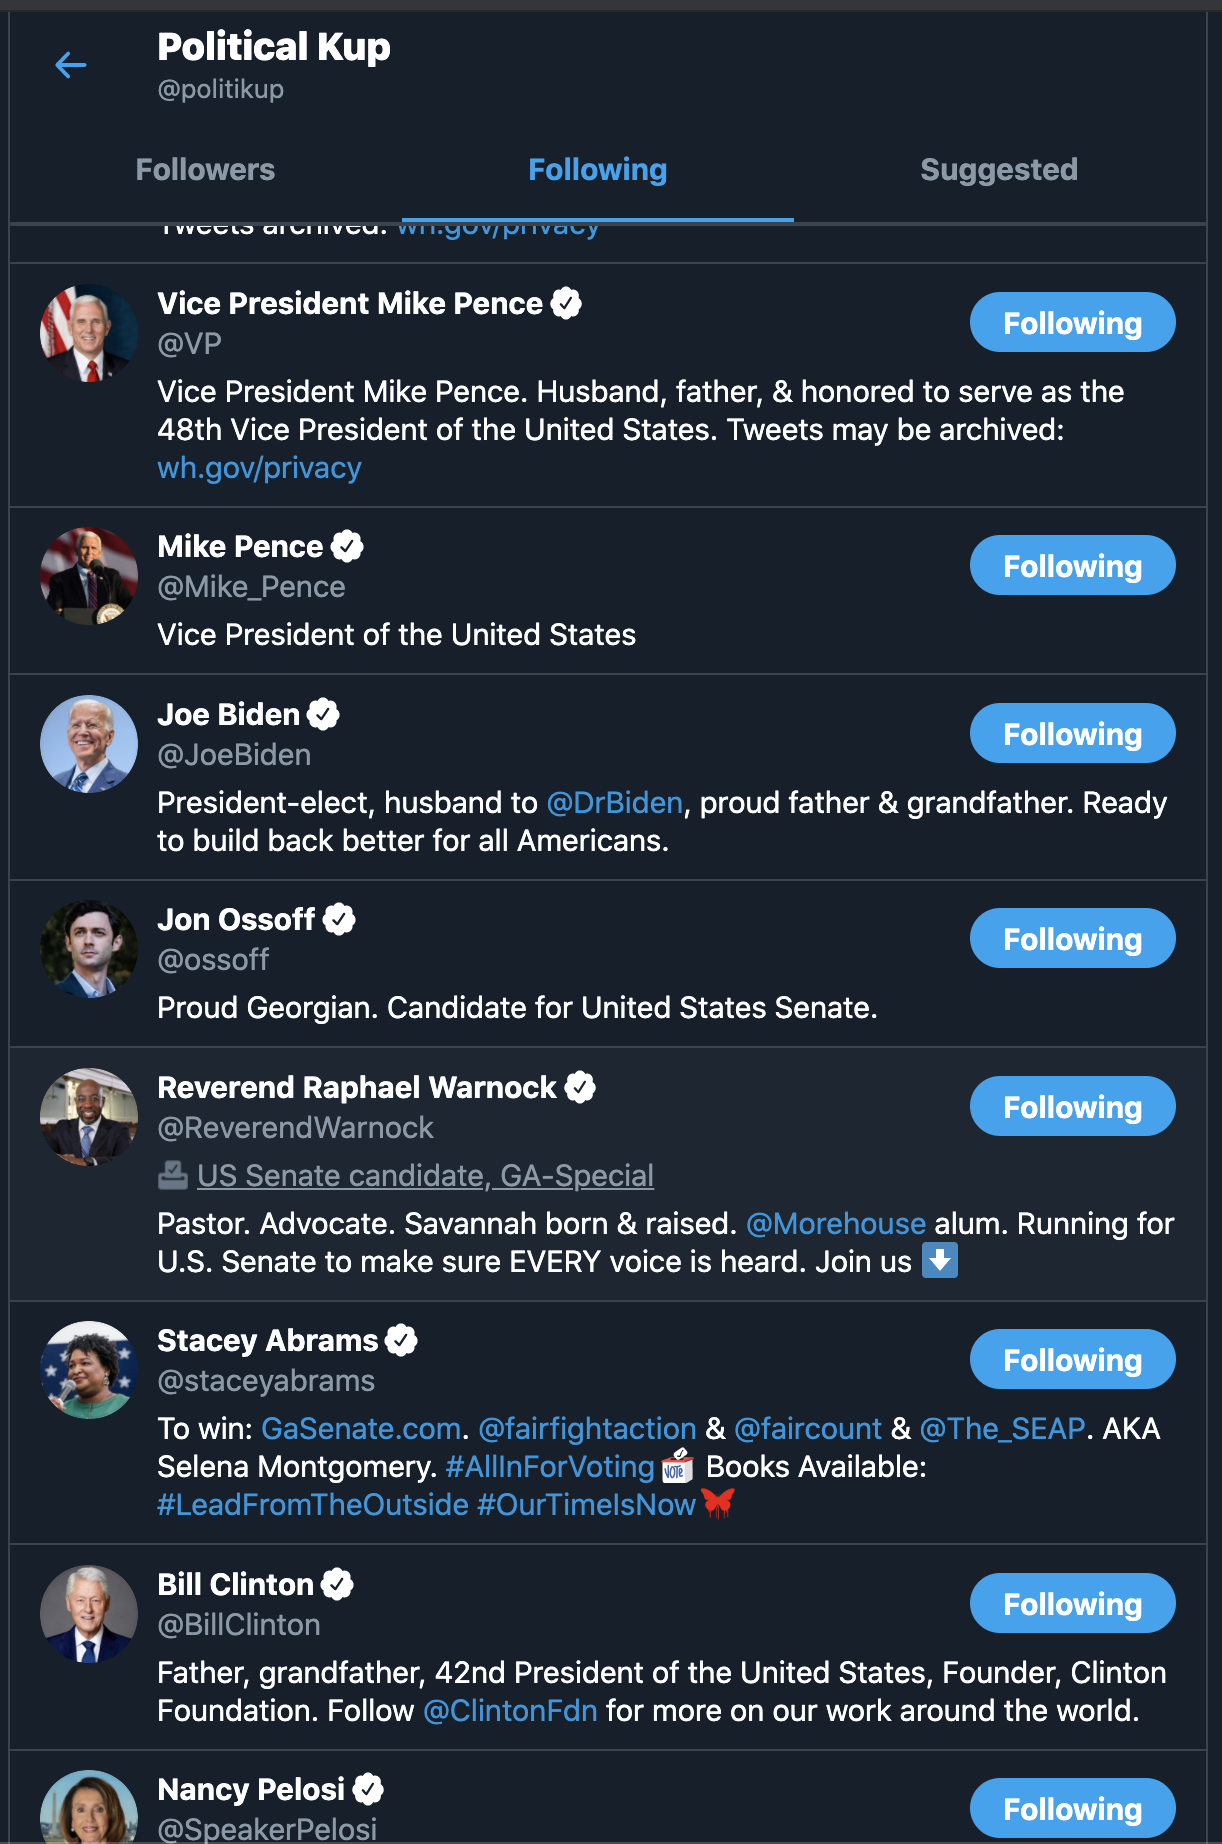 Political Kup
@politikup
Followers
Following
Suggested
Tweets archived: wh.gov/privacy
Vice President Mike Pence
@VP
Following
Vice President Mike Pence. Husband, father, & honored to serve as the
48th Vice President of the United States. Tweets may be archived:
wh.gov/privacy
Mike Pence
@Mike_Pence
Following
Vice President of the United States
Joe Biden
@JoeBiden
Following
President-elect, husband to @DrBiden, proud father & grandfather. Ready
to build back better for all Americans.
Jon Ossoff
@ossoff
Following
Proud Georgian. Candidate for United States Senate.
Reverend Raphael Warnock
@ReverendWarnock
Following
US Senate candidate, GA-Special
Pastor. Advocate. Savannah born & raised. @Morehouse alum. Running for
U.S. Senate to make sure EVERY voice is heard. Join us ⬇️
Stacey Abrams
@staceyabrams
Following
To win: GaSenate.com. @fairfightaction & @faircount & @The_SEAP. AKA
Selena Montgomery. #AllInForVoting VOTE Books Available:
#LeadFromTheOutside #OurTimeIsNow
Bill Clinton
@BillClinton
Following
Father, grandfather, 42nd President of the United States, Founder, Clinton
Foundation. Follow @ClintonFdn for more on our work around the world.
Nancy Pelosi
@SpeakerPelosi
Following